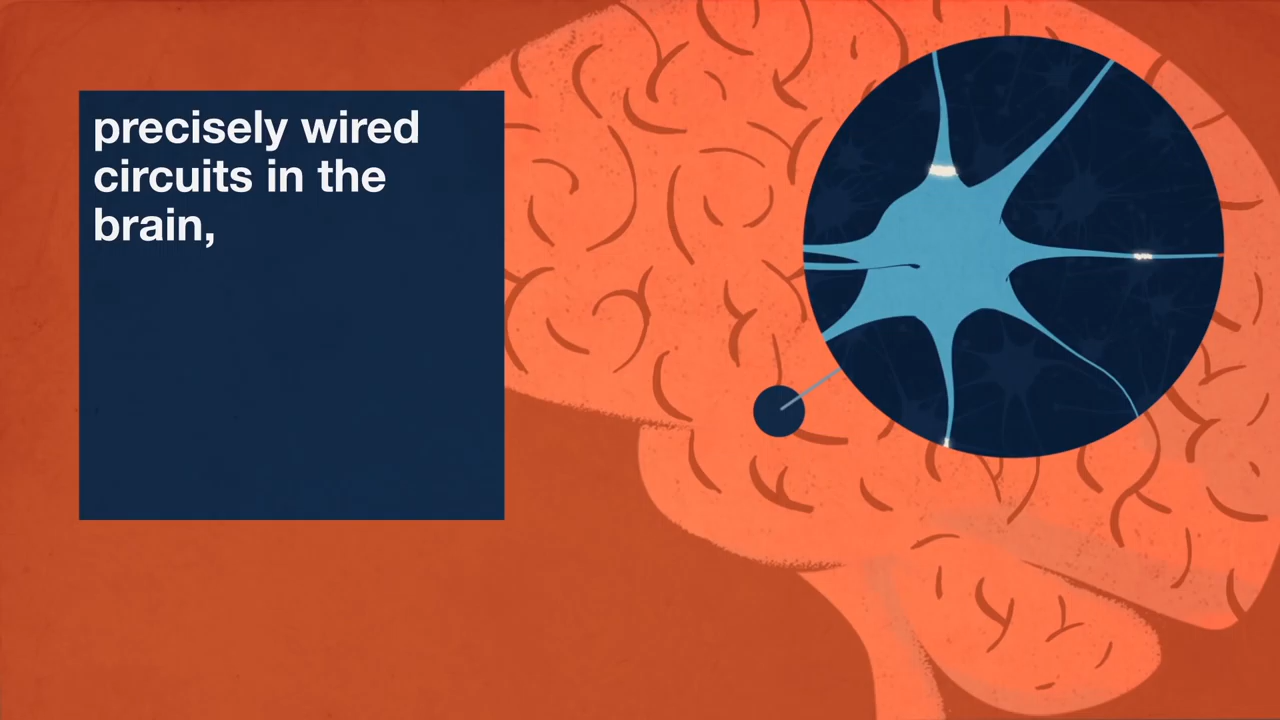 precisely wired
circuits in the
brain,